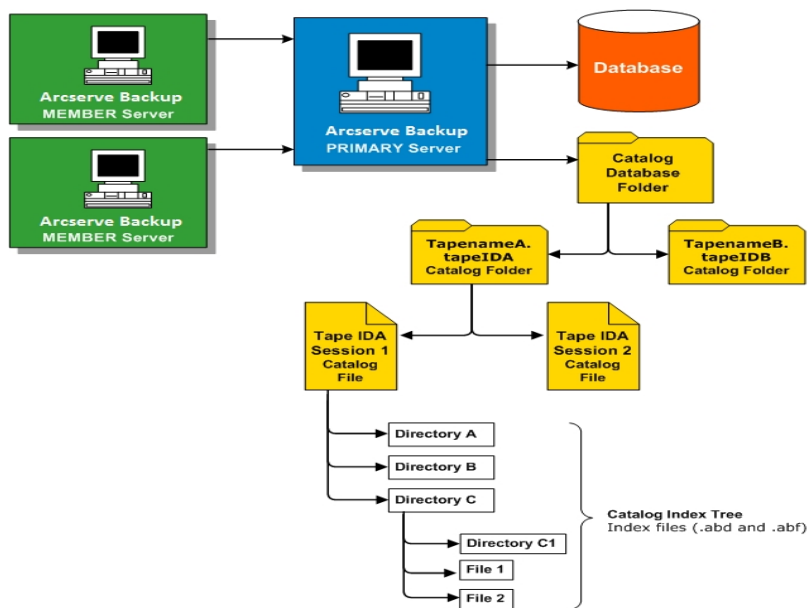 Arcserve Backup
MEMBER Server
Arcserve Backup
PRIMARY Server
Database
Arcserve Backup
MEMBER Server
Catalog
Database
Folder
TapenameA.
tapeIDA
Catalog Folder
TapenameB.
tapeIDB
Catalog Folder
Tape IDA
Session 1
Catalog
File
Tape IDA
Session 2
Catalog
File
Directory A
Directory B
Directory C
Directory C1
File 1
File 2
Catalog Index Tree
Index files (.abd and .abf)